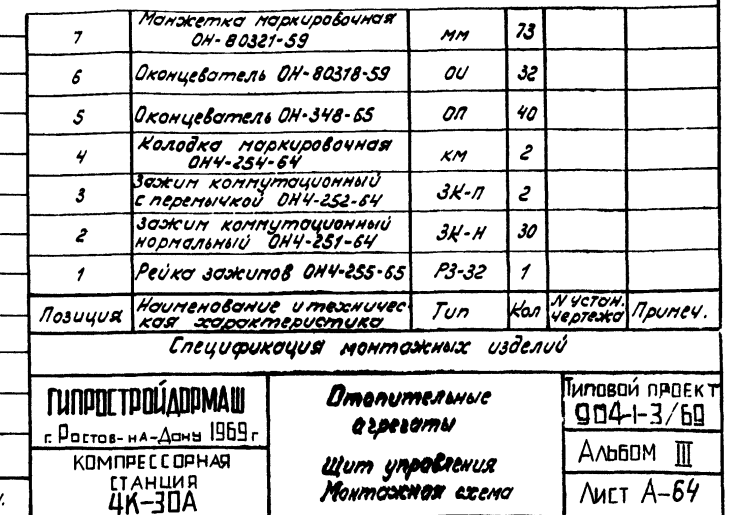 7 Манжетка маркировочная ОН-80321-59 ММ 73
6 Оконцеватель ОН-80318-59 ОИ 32
5 Оконцеватель ОН-348-65 ОП 40
4 Колодка маркировочная ОН4-254-64 КМ 2
3 Зажим коммутационный с перемычкой ОН4-252-64 ЗК-П 2
2 Зажим коммутационный нормальный ОН4-251-64 ЗК-Н 30
1 Рейка зажимов ОН4-255-65 РЗ-32 1
Позиция Наименование и техничес-кая характеристика Тип Кол N устан. чертежа Примеч.
Спецификация монтажных изделий
ГИПРОСТРОЙДОРМАШ
г. Ростов-на-Дону 1969г
КОМПРЕССОРНАЯ
СТАНЦИЯ
4К-30А
Отопительные
агрегаты
Щит управления
Монтажная схема
Типовой проект
904-1-3/69
Альбом III
Лист А-64